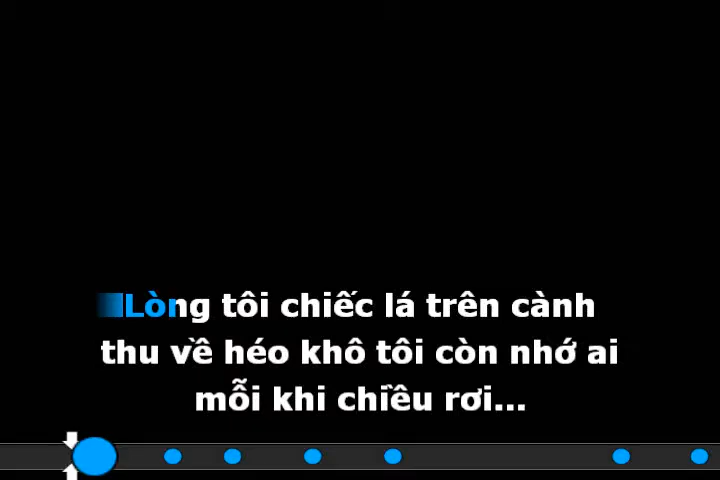 Lòng tôi chiếc lá trên cành
thu về héo khô tôi còn nhớ ai
mỗi khi chiều rơi...